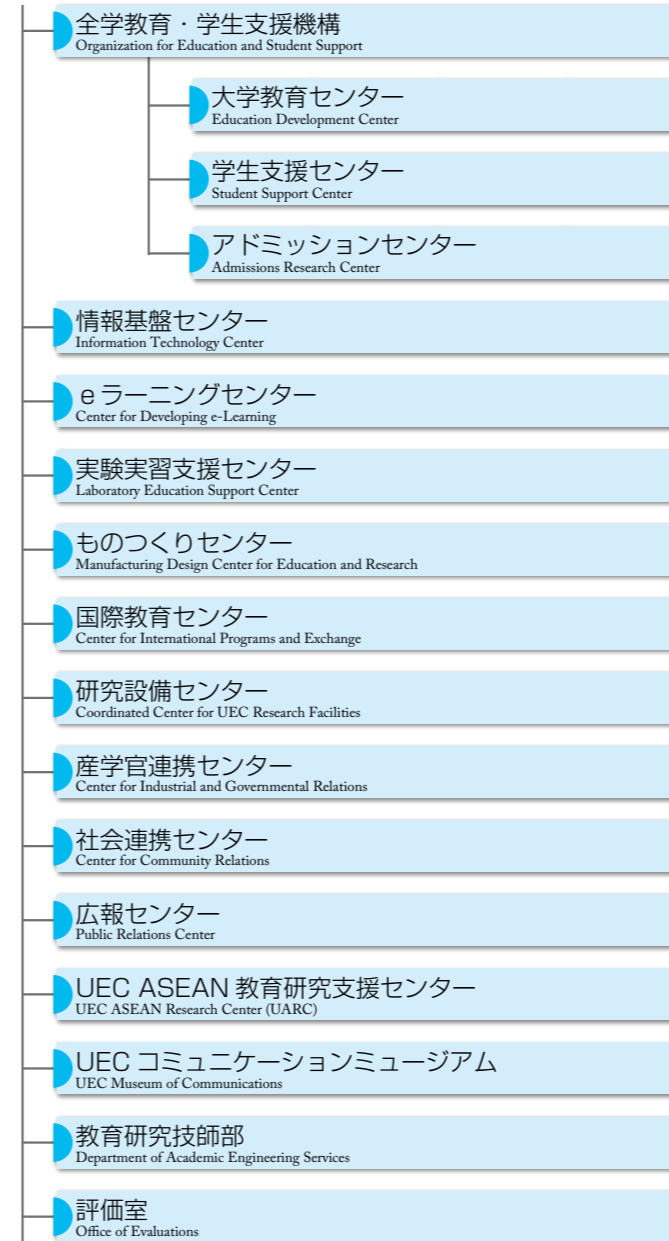 全学教育・学生支援機構
Organization for Education and Student Support
大学教育センター
Education Development Center
学生支援センター
Student Support Center
アドミッションセンター
Admissions Research Center
情報基盤センター
Information Technology Center
eラーニングセンター
Center for Developing e-Learning
実験実習支援センター
Laboratory Education Support Center
ものつくりセンター
Manufacturing Design Center for Education and Research
国際教育センター
Center for International Programs and Exchange
研究設備センター
Coordinated Center for UEC Research Facilities
産学官連携センター
Center for Industrial and Governmental Relations
社会連携センター
Center for Community Relations
広報センター
Public Relations Center
UEC ASEAN 教育研究支援センター
UEC ASEAN Research Center (UARC)
UEC コミュニケーションミュージアム
UEC Museum of Communications
教育研究技師部
Department of Academic Engineering Services
評価室
Office of Evaluations